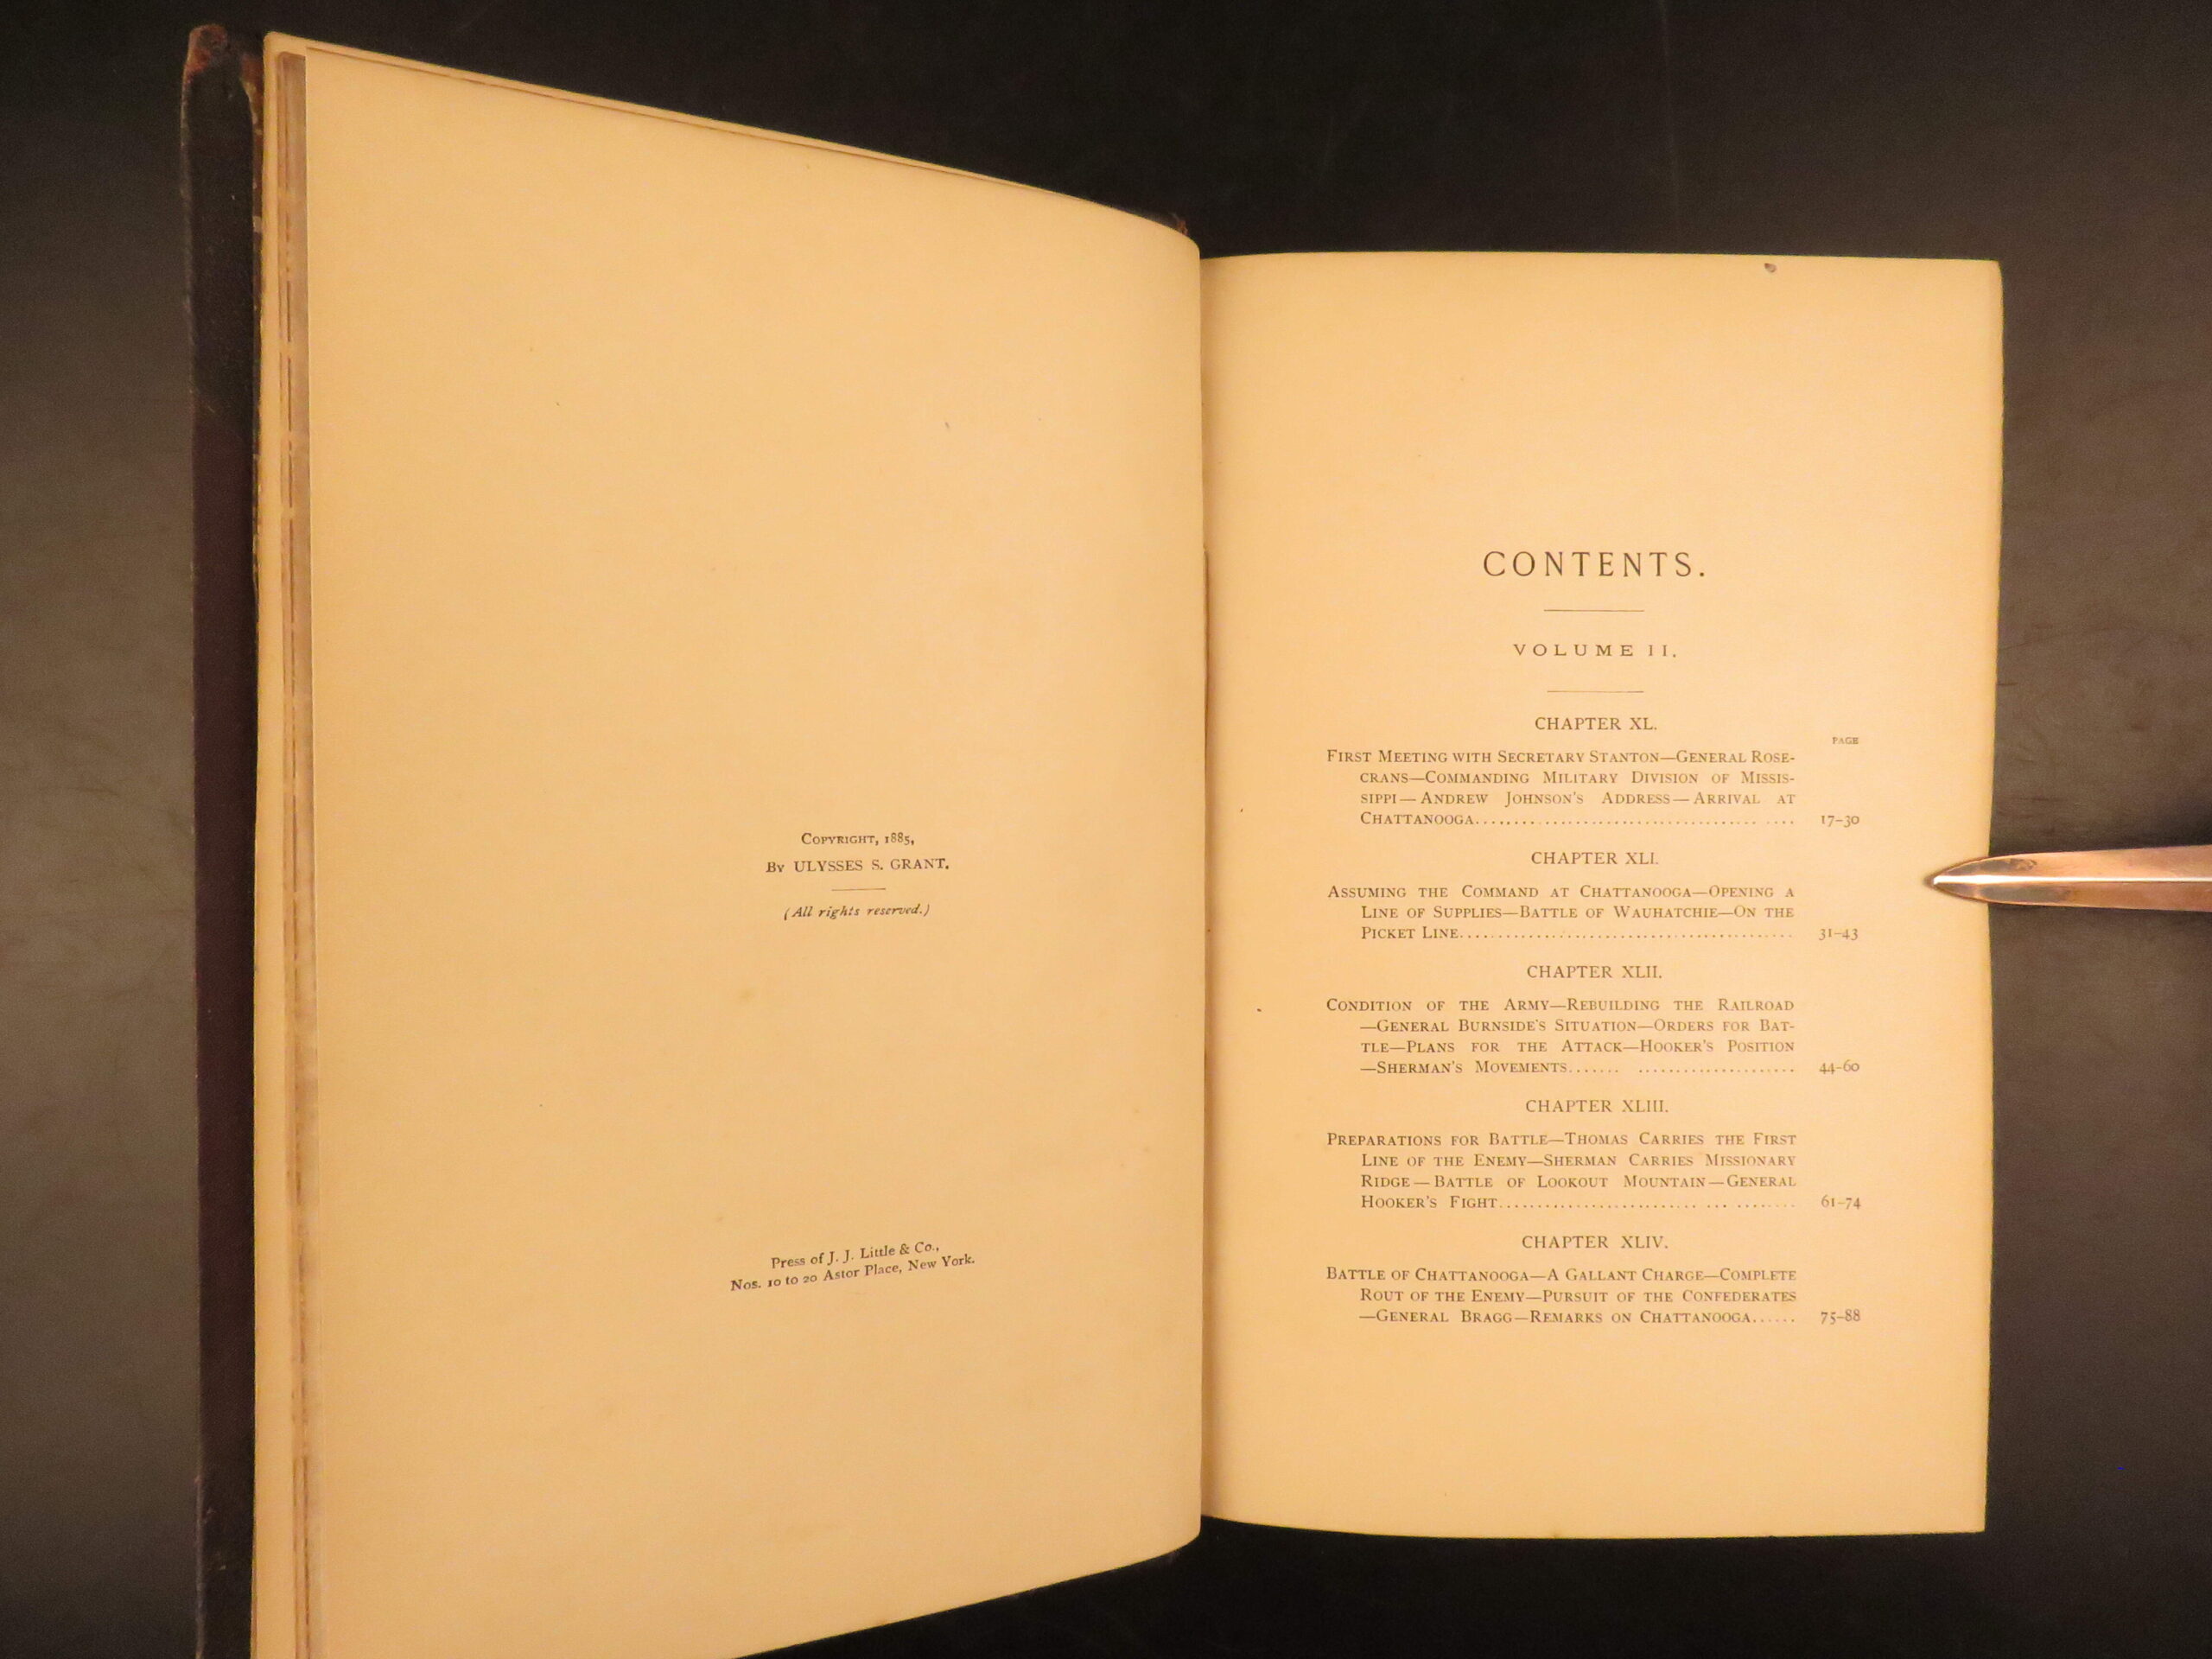 COPYRIGHT, 1885,
BY ULYSSES S. GRANT.
(All rights reserved.)
Press of J. J. Little & Co.,
Nos. 10 to 20 Astor Place, New York.
CONTENTS.
VOLUME II.
CHAPTER XL.
PAGE
FIRST MEETING WITH SECRETARY STANTON—GENERAL ROSE-
CRANS—COMMANDING MILITARY DIVISION OF MISSIS-
SIPPI—ANDREW JOHNSON'S ADDRESS—ARRIVAL AT
CHATTANOOGA........................................ 17-30
CHAPTER XLI.
ASSUMING THE COMMAND AT CHATTANOOGA—OPENING A
LINE OF SUPPLIES—BATTLE OF WAUHATCHIE—ON THE
PICKET LINE........................................ 31-43
CHAPTER XLII.
CONDITION OF THE ARMY—REBUILDING THE RAILROAD
—GENERAL BURNSIDE'S SITUATION—ORDERS FOR BAT-
TLE—PLANS FOR THE ATTACK—HOOKER'S POSITION
—SHERMAN'S MOVEMENTS....... ..................... 44-60
CHAPTER XLIII.
PREPARATIONS FOR BATTLE—THOMAS CARRIES THE FIRST
LINE OF THE ENEMY—SHERMAN CARRIES MISSIONARY
RIDGE—BATTLE OF LOOKOUT MOUNTAIN—GENERAL
HOOKER'S FIGHT.......................... ... ........ 61-74
CHAPTER XLIV.
BATTLE OF CHATTANOOGA—A GALLANT CHARGE—COMPLETE
ROUT OF THE ENEMY—PURSUIT OF THE CONFEDERATES
—GENERAL BRAGG—REMARKS ON CHATTANOOGA...... 75-88